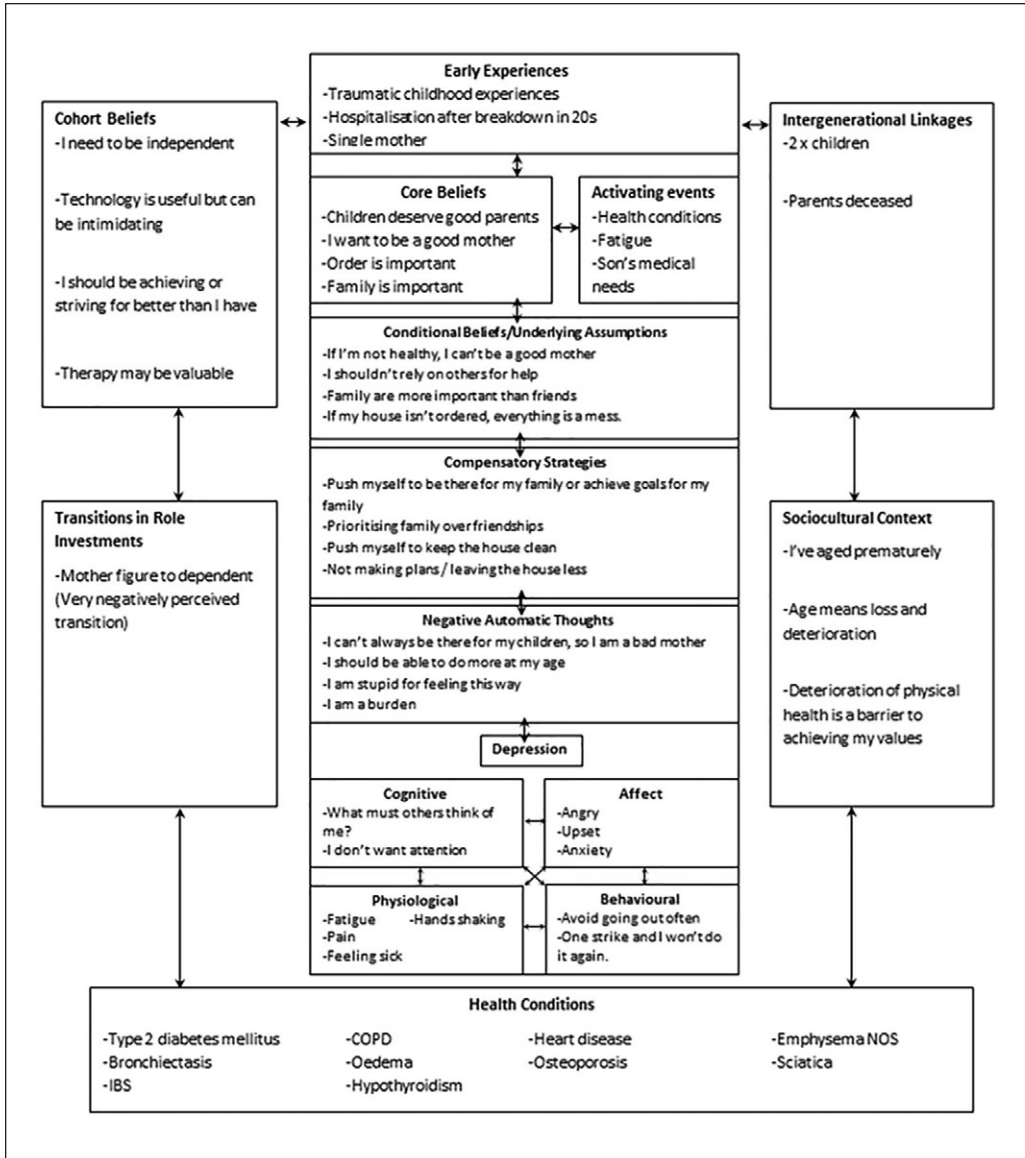 Early Experiences
-Traumatic childhood experiences
-Hospitalisation after breakdown in 20s
-Single mother
Cohort Beliefs
-I need to be independent
-Technology is useful but can
be intimidating
-I should be achieving or
striving for better than I have
-Therapy may be valuable
Intergenerational Linkages
-2 x children
-Parents deceased
Core Beliefs
-Children deserve good parents
-I want to be a good mother
-Order is important
-Family is important
Activating events
-Health conditions
-Fatigue
-Son's medical
needs
Conditional Beliefs/Underlying Assumptions
-If I'm not healthy, I can't be a good mother
-I shouldn't rely on others for help
-Family are more important than friends
-If my house isn't ordered, everything is a mess.
Compensatory Strategies
-Push myself to be there for my family or achieve goals for my
family
-Prioritising family over friendships
-Push myself to keep the house clean
-Not making plans / leaving the house less
Transitions in Role
Investments
-Mother figure to dependent
(Very negatively perceived
transition)
Sociocultural Context
-I've aged prematurely
-Age means loss and
deterioration
-Deterioration of physical
health is a barrier to
achieving my values
Negative Automatic Thoughts
-I can't always be there for my children, so I am a bad mother
-I should be able to do more at my age
-I am stupid for feeling this way
-I am a burden
Depression
Cognitive
-What must others think of
me?
-I don't want attention
Affect
-Angry
-Upset
-Anxiety
Physiological
-Fatigue -Hands shaking
-Pain
-Feeling sick
Behavioural
-Avoid going out often
-One strike and I won't do
it again.
Health Conditions
-Type 2 diabetes mellitus -COPD -Heart disease -Emphysema NOS
-Bronchiectasis -Oedema -Osteoporosis -Sciatica
-IBS -Hypothyroidism